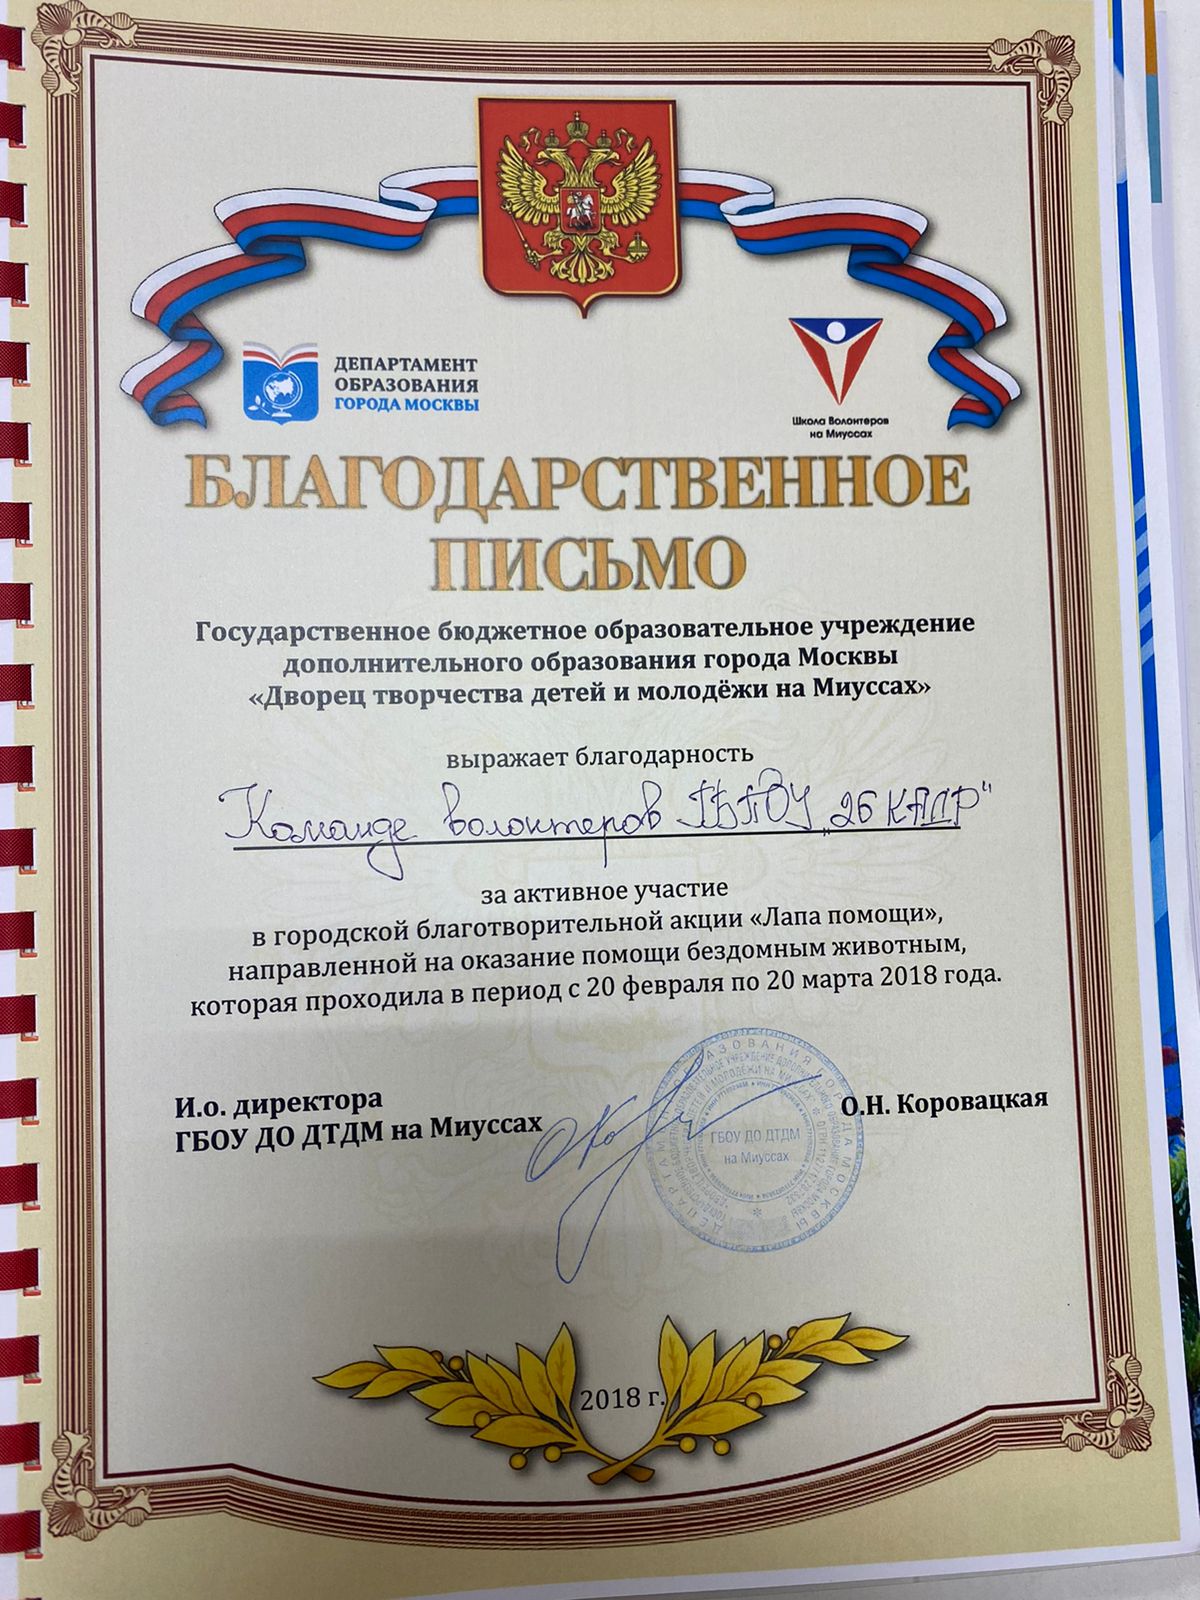 ДЕПАРТАМЕНТ
ОБРАЗОВАНИЯ
ГОРОДА МОСКВЫ
Школа Волонтеров
на Миуссах
БЛАГОДАРСТВЕННОЕ
ПИСЬМО
Государственное бюджетное образовательное учреждение
дополнительного образования города Москвы
«Дворец творчества детей и молодёжи на Миуссах»
выражает благодарность
Команде волонтеров ГБПОУ „26 КАДР"
за активное участие
в городской благотворительной акции «Лапа помощи»,
направленной на оказание помощи бездомным животным,
которая проходила в период с 20 февраля по 20 марта 2018 года.
И.о. директора
ГБОУ ДО ДТДМ на Миуссах
О.Н. Коровацкая
ГБОУ ДО ДТДМ
на Миуссах
2018 г.